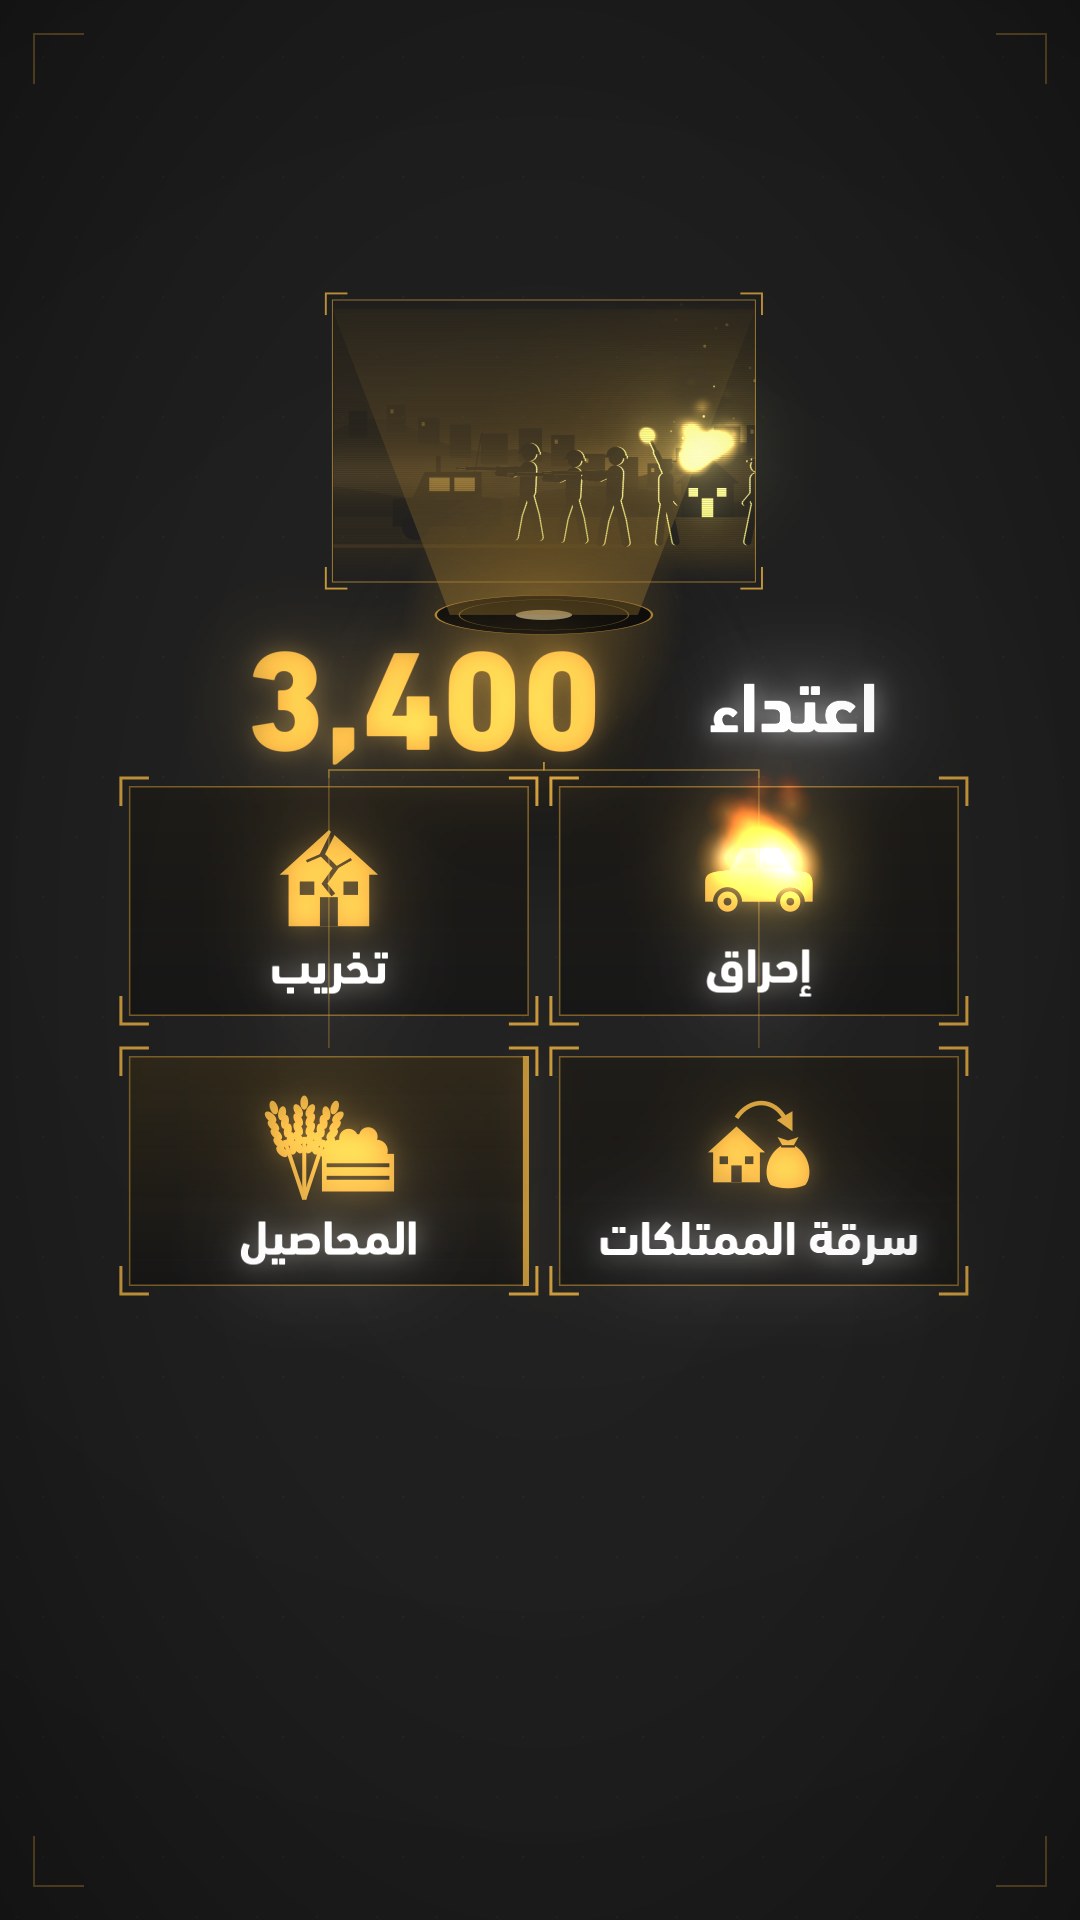 اعتداء 3,400
إحراق
تخريب
سرقة الممتلكات
المحاصيل